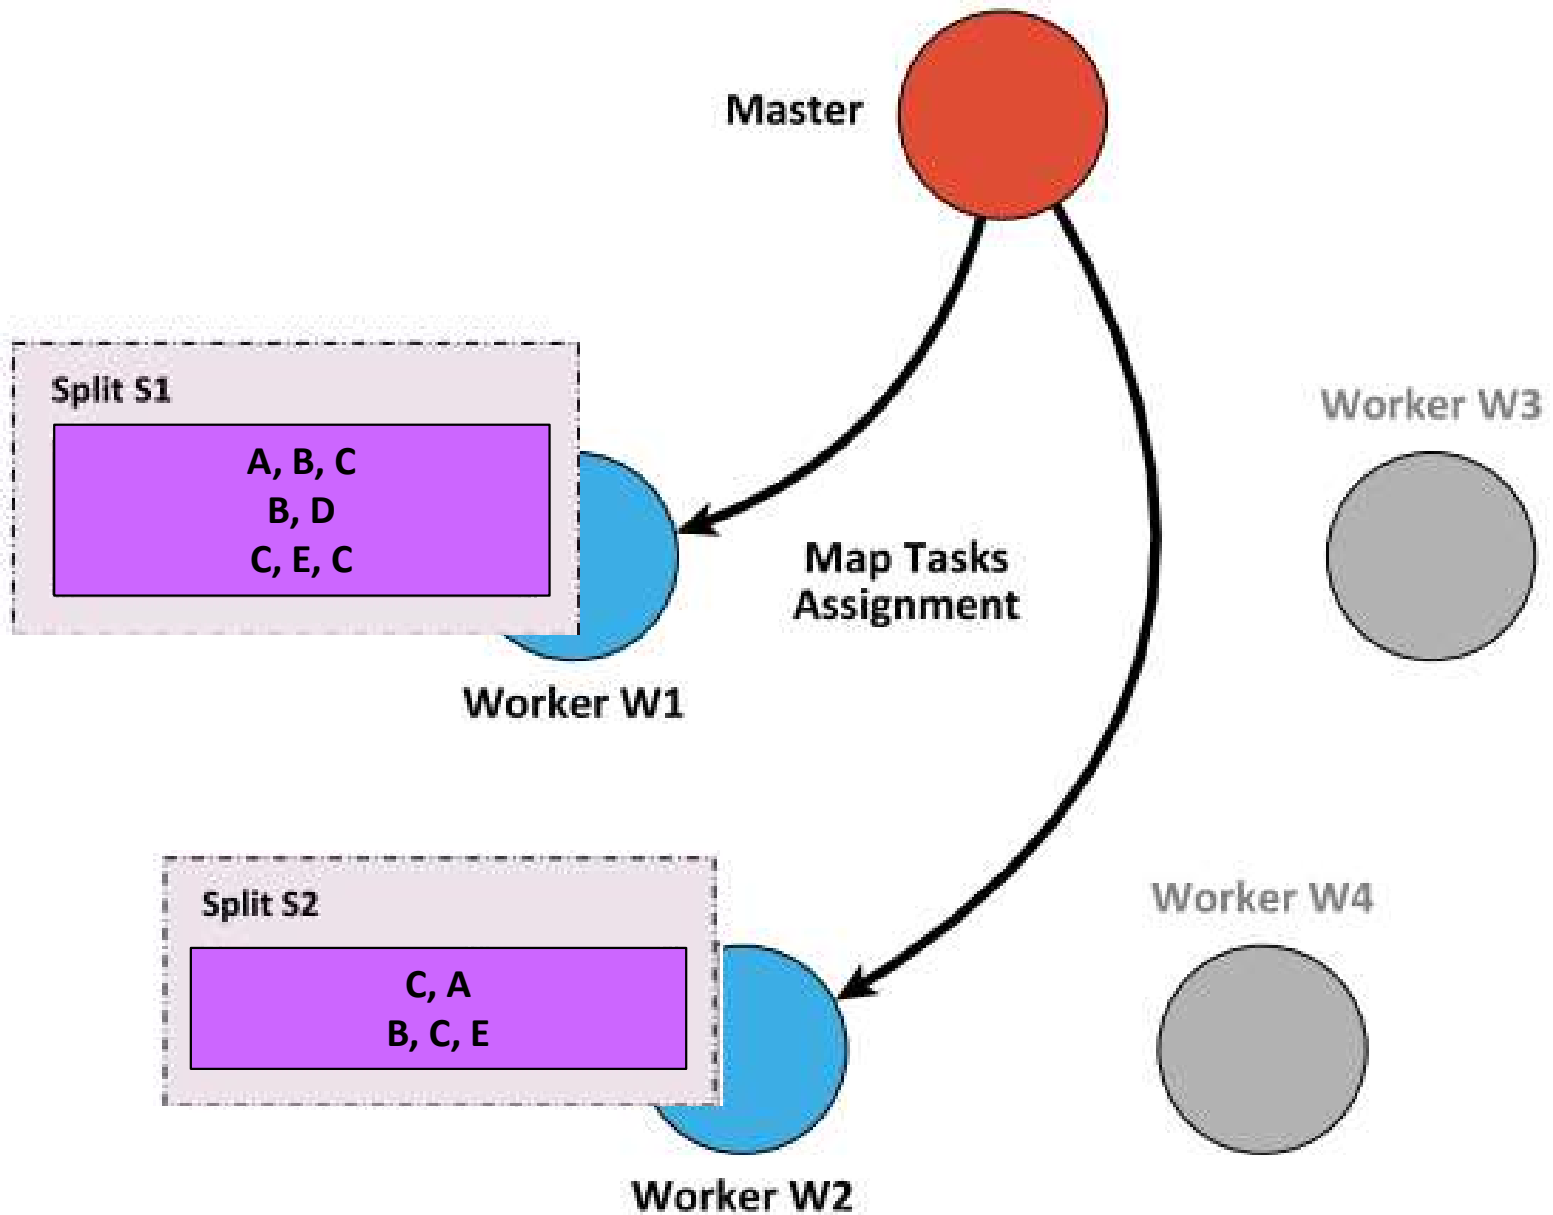 Master
Split S1
A, B, C
B, D
C, E, C
Worker W1
Map Tasks
Assignment
Worker W3
Split S2
C, A
B, C, E
Worker W2
Worker W4